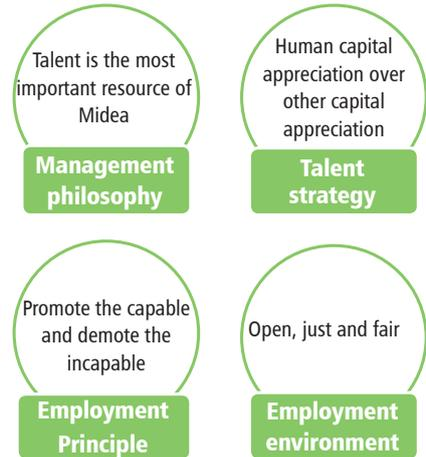 Talent is the most
important resource of
Midea
Management
philosophy
Human capital
appreciation over
other capital
appreciation
Talent
strategy
Promote the capable
and demote the
incapable
Employment
Principle
Open, just and fair
Employment
environment